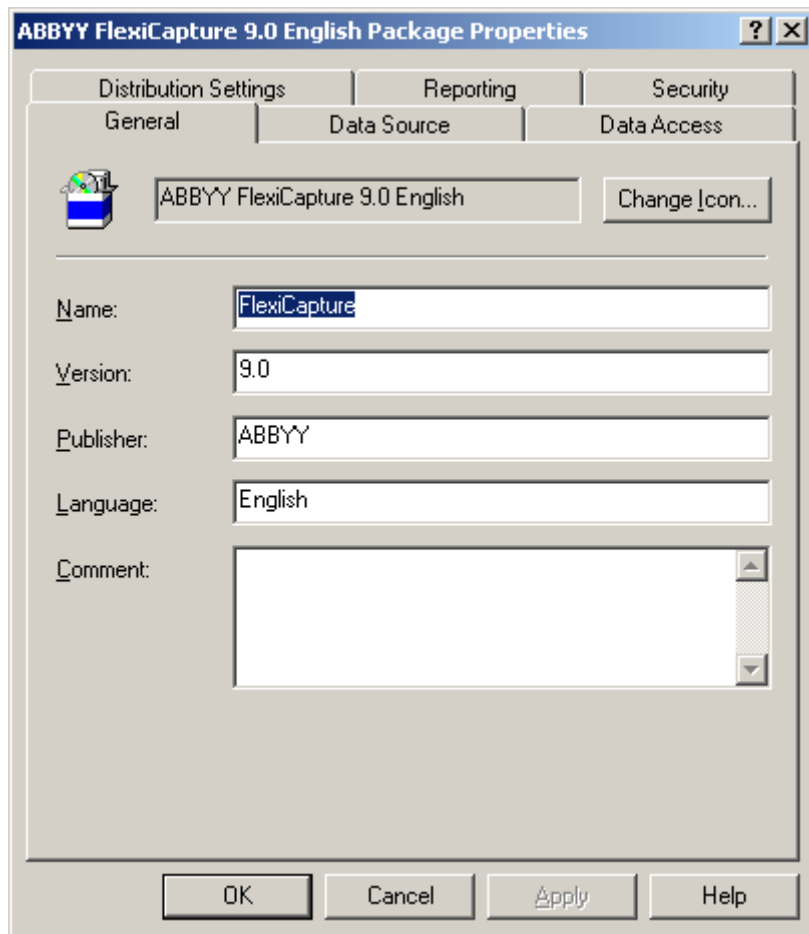 ABBYY FlexiCapture 9.0 English Package Properties
Distribution Settings Reporting Security
General Data Source Data Access
ABBYY FlexiCapture 9.0 English Change Icon...
Name: FlexiCapture
Version: 9.0
Publisher: ABBYY
Language: English
Comment:
OK Cancel Apply Help